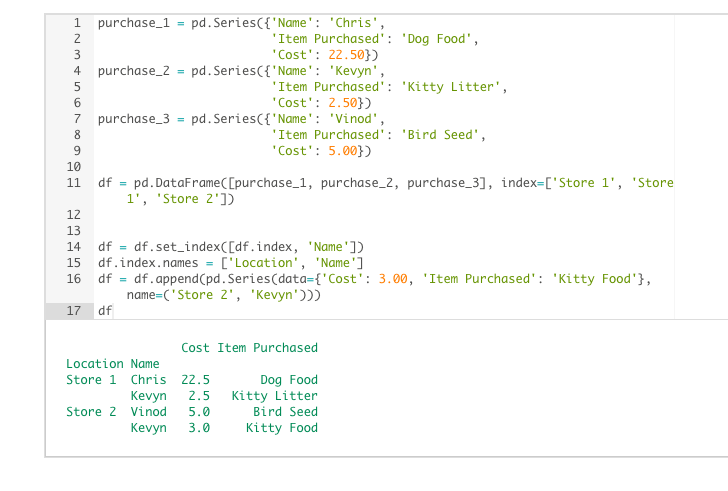 1 purchase_1 = pd.Series({'Name': 'Chris',
2 'Item Purchased': 'Dog Food',
3 'Cost': 22.50})
4 purchase_2 = pd.Series({'Name': 'Kevyn',
5 'Item Purchased': 'Kitty Litter',
6 'Cost': 2.50})
7 purchase_3 = pd.Series({'Name': 'Vinod',
8 'Item Purchased': 'Bird Seed',
9 'Cost': 5.00})
10
11 df = pd.DataFrame([purchase_1, purchase_2, purchase_3], index=['Store 1', 'Store
1', 'Store 2'])
12
13
14 df = df.set_index([df.index, 'Name'])
15 df.index.names = ['Location', 'Name']
16 df = df.append(pd.Series(data={'Cost': 3.00, 'Item Purchased': 'Kitty Food'},
name=('Store 2', 'Kevyn')))
17 df
Cost Item Purchased
Location Name
Store 1 Chris 22.5 Dog Food
Kevyn 2.5 Kitty Litter
Store 2 Vinod 5.0 Bird Seed
Kevyn 3.0 Kitty Food